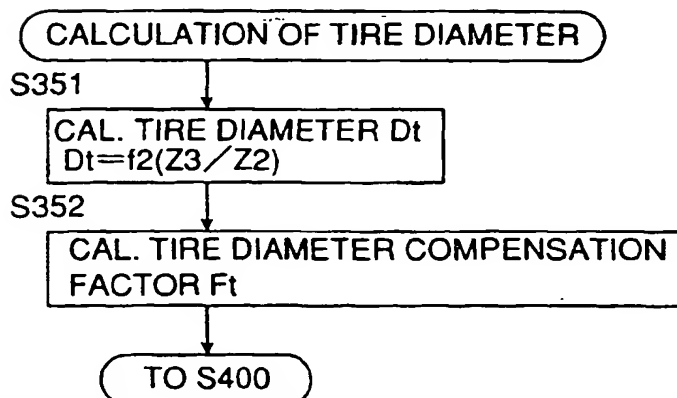 CALCULATION OF TIRE DIAMETER
S351
CAL. TIRE DIAMETER Dt
Dt=f2(Z3/Z2)
S352
CAL. TIRE DIAMETER COMPENSATION
FACTOR Ft
TO S400